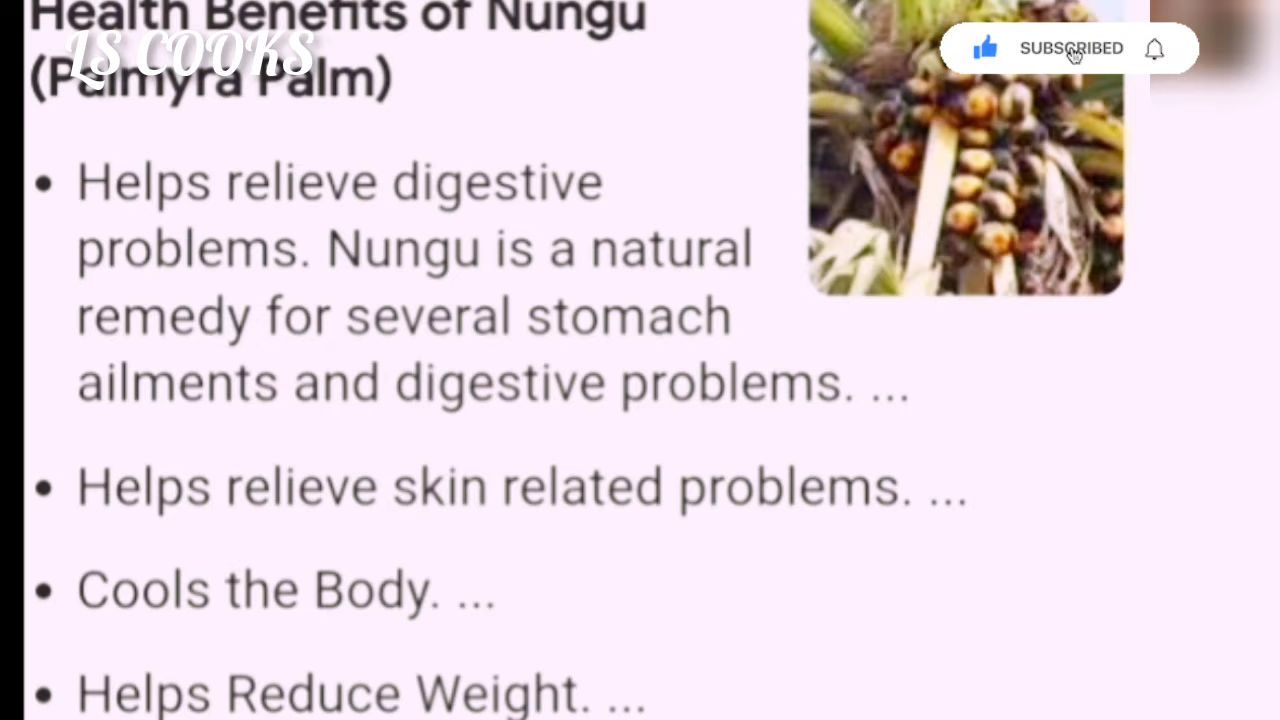 Health Benefits of Nungu
(Palmyra Palm)
LS COOKS
SUBSCRIBED
• Helps relieve digestive
problems. Nungu is a natural
remedy for several stomach
ailments and digestive problems. ...
• Helps relieve skin related problems. ...
• Cools the Body. ...
• Helps Reduce Weight. ...